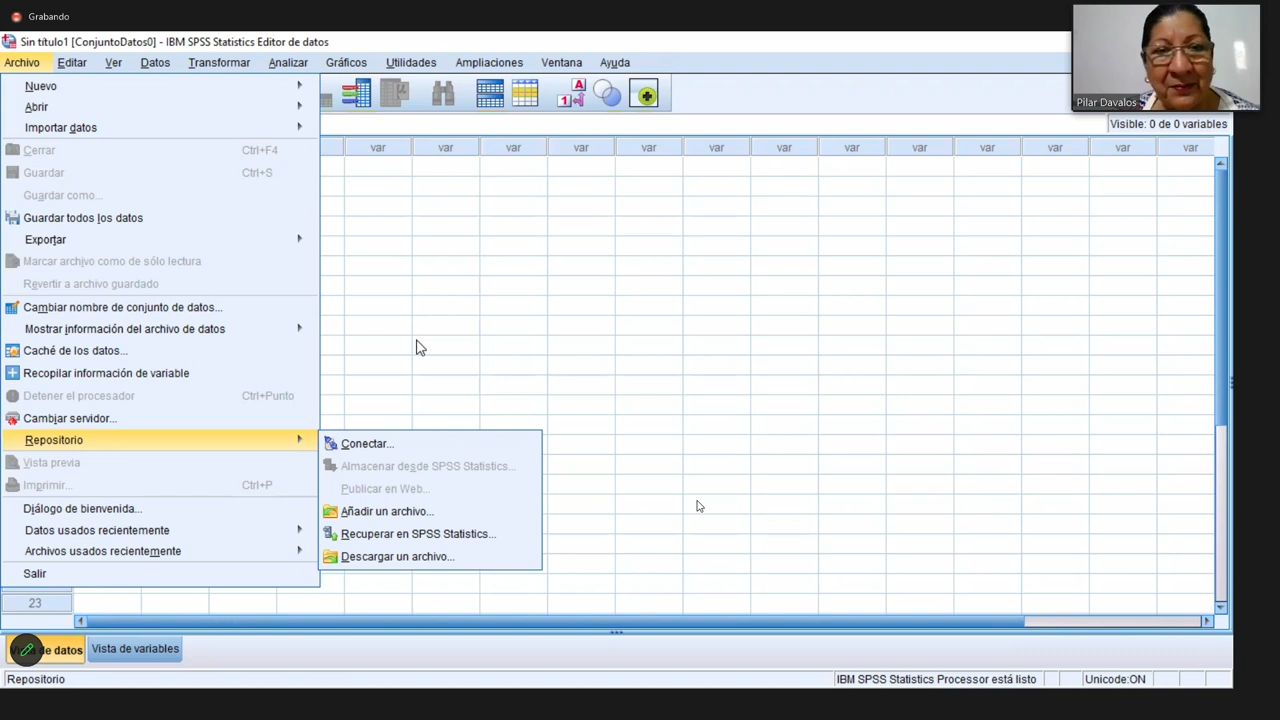 Grabando
Sin título1 [ConjuntoDatos0] - IBM SPSS Statistics Editor de datos
Archivo Editar Ver Datos Transformar Analizar Gráficos Utilidades Ampliaciones Ventana Ayuda
Pilar Davalos
Visible: 0 de 0 variables
var var var var var var var var var var var var var
Nuevo
Abrir
Importar datos
Cerrar Ctrl+F4
Guardar Ctrl+S
Guardar como...
Guardar todos los datos
Exportar
Marcar archivo como de sólo lectura
Revertir a archivo guardado
Cambiar nombre de conjunto de datos...
Mostrar información del archivo de datos
Caché de los datos...
Recopilar información de variable
Detener el procesador Ctrl+Punto
Cambiar servidor...
Repositorio
Vista previa
Imprimir... Ctrl+P
Diálogo de bienvenida...
Datos usados recientemente
Archivos usados recientemente
Salir
Conectar...
Almacenar desde SPSS Statistics...
Publicar en Web...
Añadir un archivo...
Recuperar en SPSS Statistics...
Descargar un archivo...
23
de datos Vista de variables
Repositorio IBM SPSS Statistics Processor está listo Unicode:ON